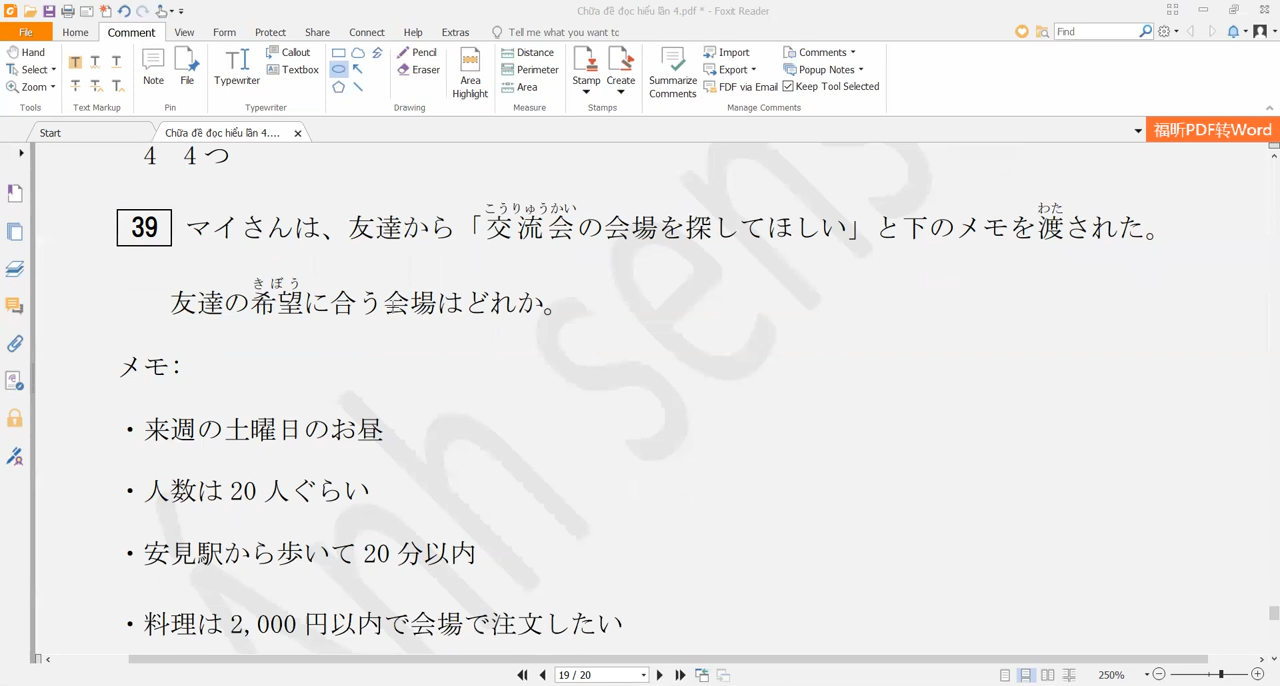 Chữa đề đọc hiểu lần 4.pdf * - Foxit Reader
File Home Comment View Form Protect Share Connect Help Extras Tell me what you want to Find
Hand Select Zoom Tools
Text Markup
Note File Pin
Typewriter Callout Textbox Typewriter
Pencil Eraser Drawing
Area Highlight
Distance Perimeter Area Measure
Stamp Create Stamps
Summarize Comments Import Export FDF via Email Comments Popup Notes Keep Tool Selected Manage Comments
Start Chữa đề đọc hiểu lần 4.... 福昕PDF转Word
4 4つ
こうりゅうかい わた
39 マイさんは、友達から「交流会の会場を探してほしい」と下のメモを渡された。
きぼう
友達の希望に合う会場はどれか。
メモ:
・来週の土曜日のお昼
・人数は 20 人ぐらい
・安見駅から歩いて 20 分以内
・料理は 2,000 円以内で会場で注文したい
Anh sens
19 / 20 250%